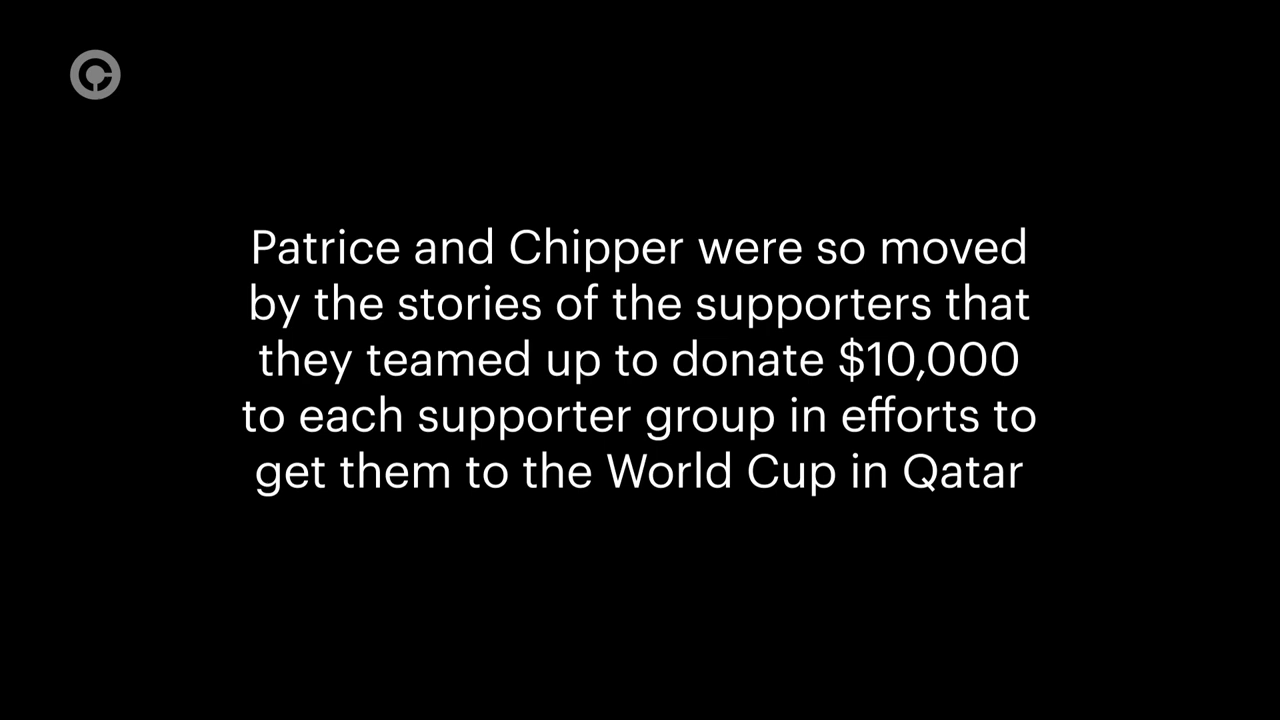 Patrice and Chipper were so moved
by the stories of the supporters that
they teamed up to donate $10,000
to each supporter group in efforts to
get them to the World Cup in Qatar